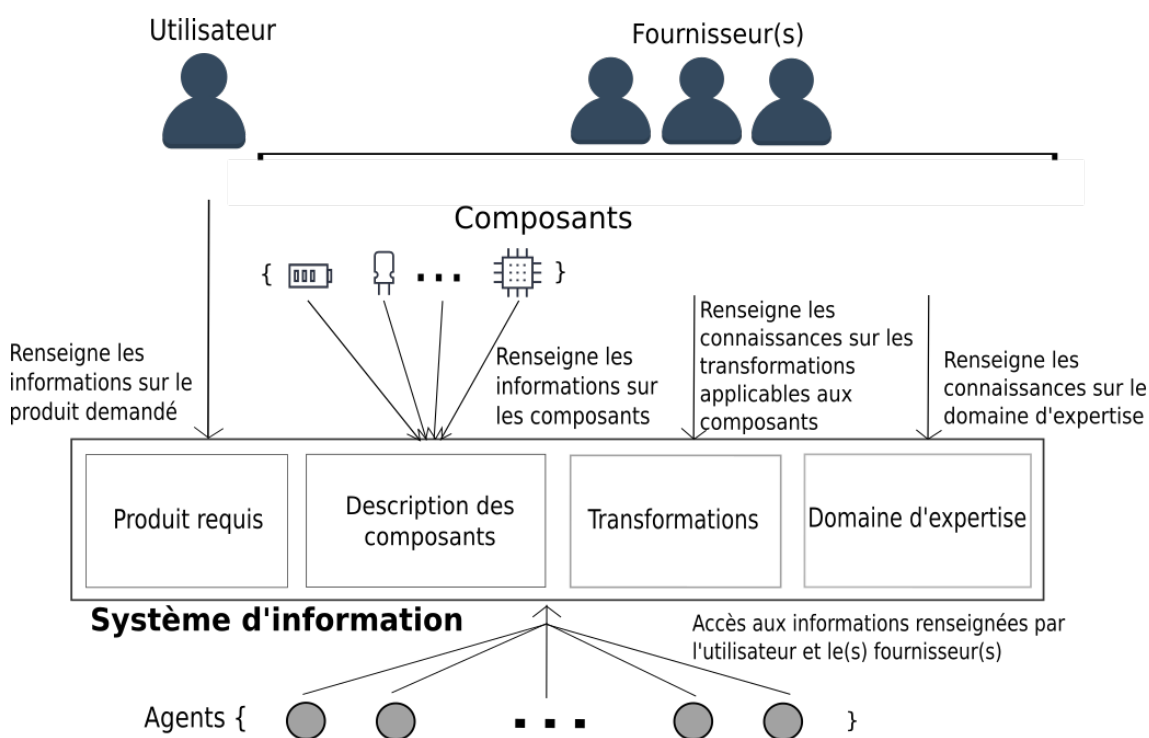 Utilisateur
Fournisseur(s)
Composants
{
...
}
Renseigne les
informations sur le
produit demandé
Renseigne les
informations sur
les composants
Renseigne les
connaissances sur les
transformations
applicables aux
composants
Renseigne les
connaissances sur le
domaine d'expertise
Produit requis
Description des
composants
Transformations
Domaine d'expertise
Système d'information
Accès aux informations renseignées par
l'utilisateur et le(s) fournisseur(s)
Agents {
...
}